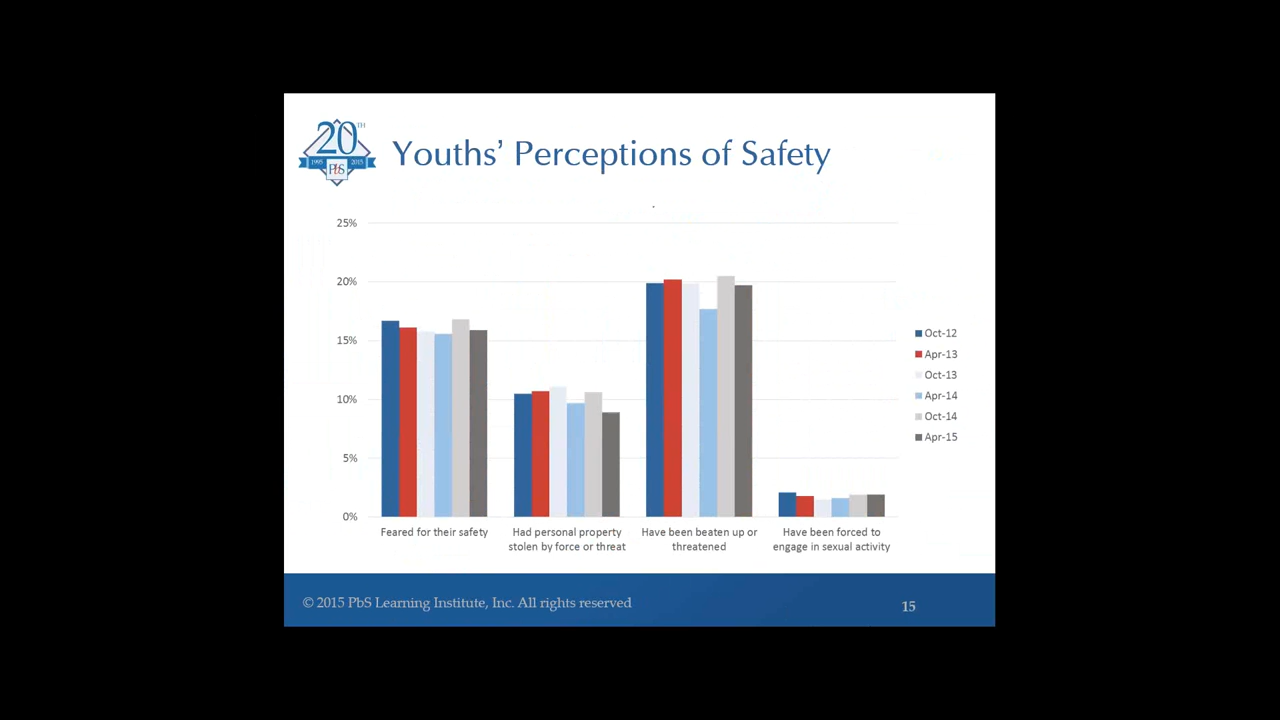 20TH
1995 PbS 2015
Youths’ Perceptions of Safety
25%
20%
15%
10%
5%
0%
Feared for their safety
Had personal property
stolen by force or threat
Have been beaten up or
threatened
Have been forced to
engage in sexual activity
Oct-12
Apr-13
Oct-13
Apr-14
Oct-14
Apr-15
© 2015 PbS Learning Institute, Inc. All rights reserved
15